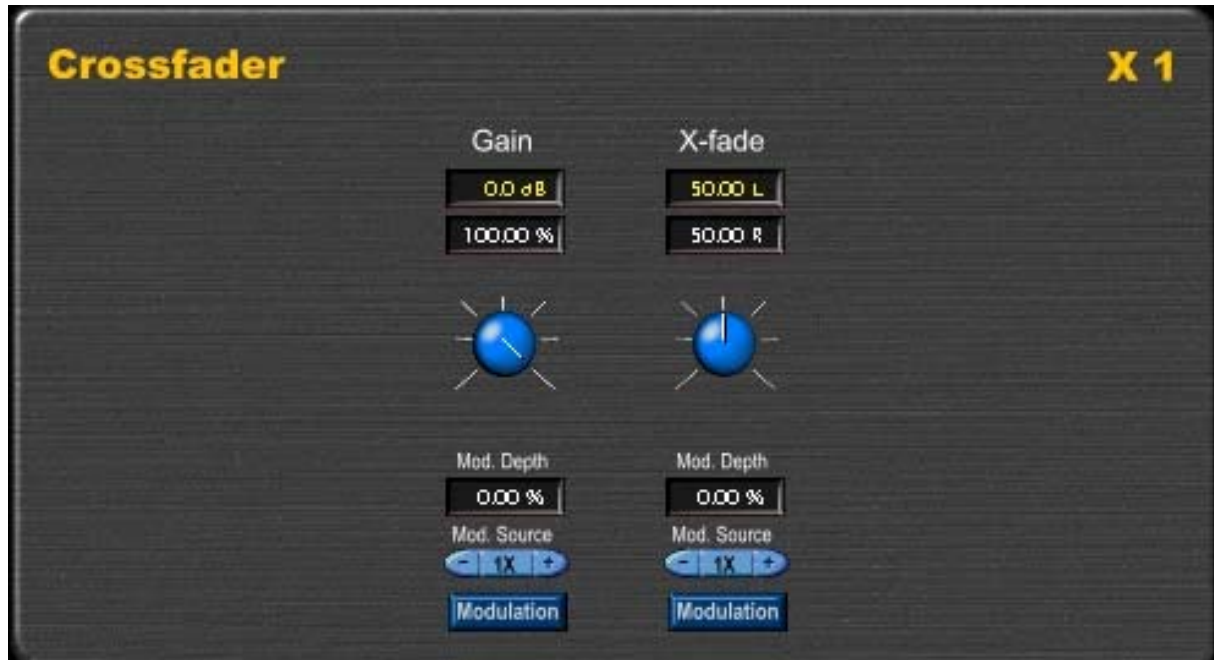 Crossfader X 1
Gain X-fade
0.0 dB 50.00 L
100.00 % 50.00 R
Mod. Depth Mod. Depth
0.00 % 0.00 %
Mod. Source Mod. Source
- 1X + - 1X +
Modulation Modulation